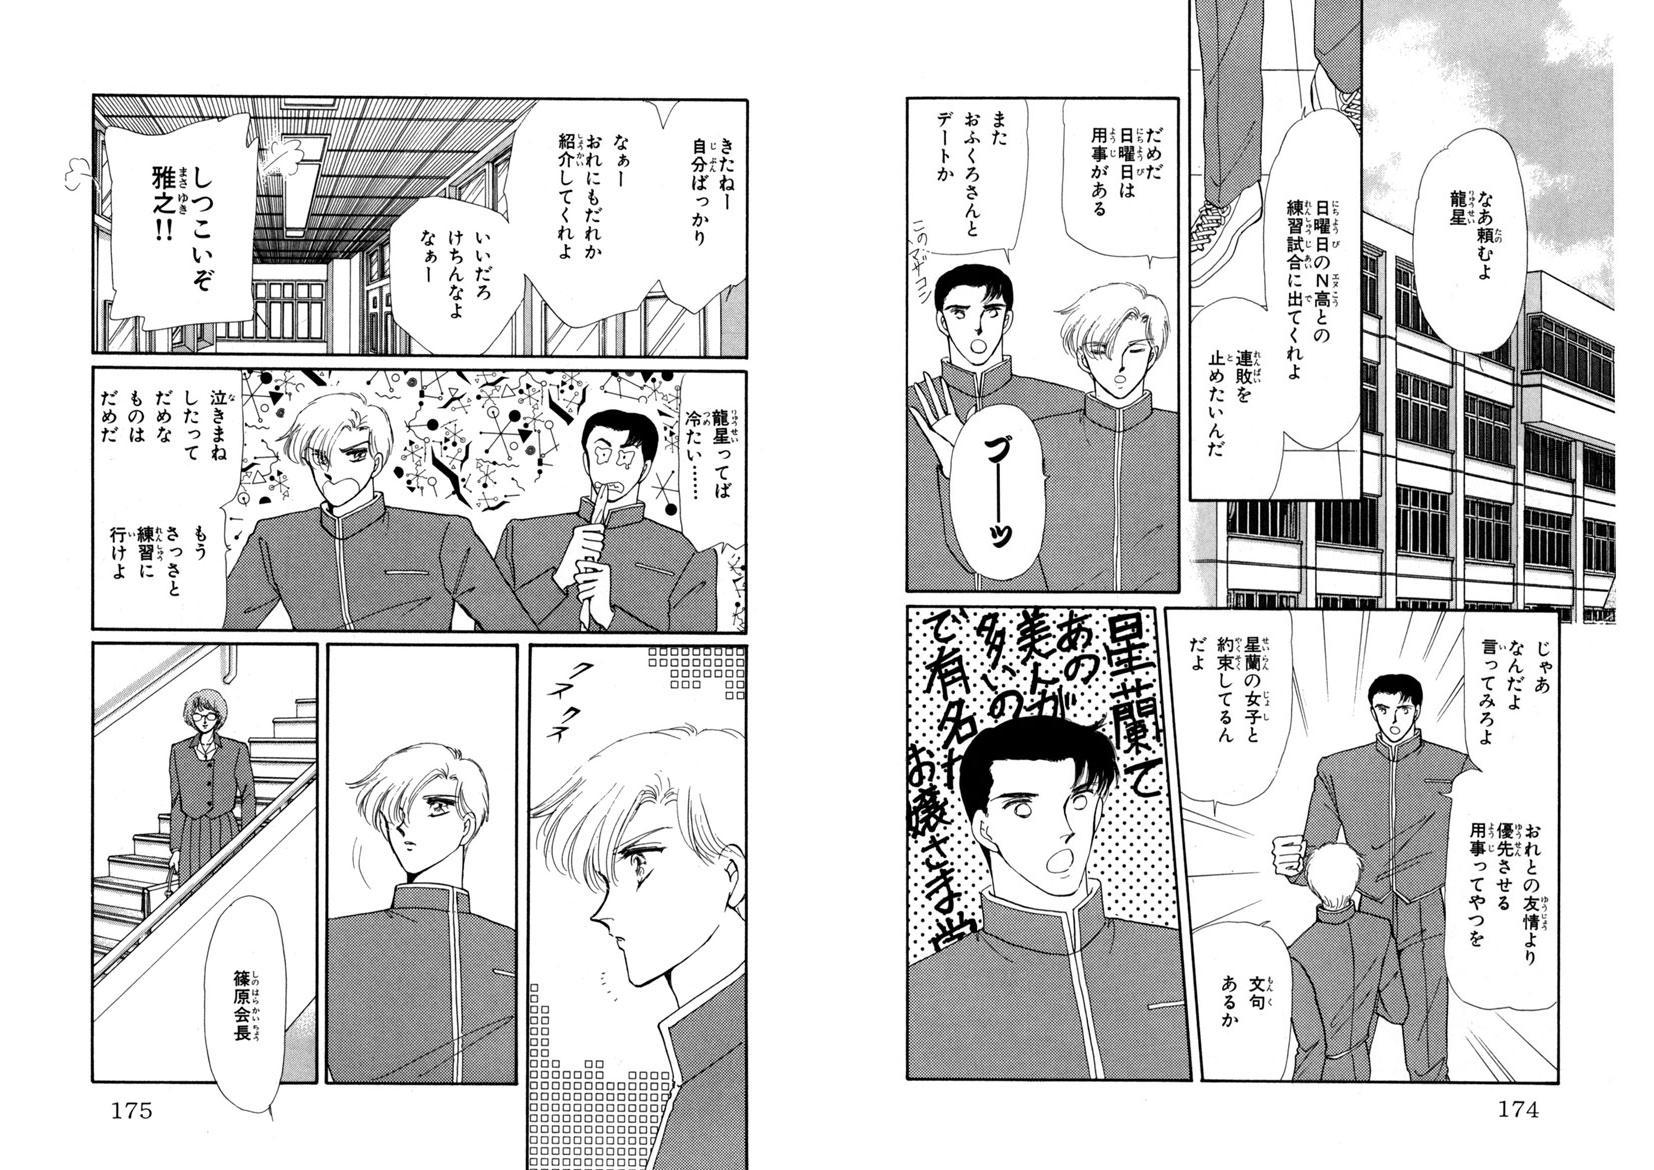 なあ頼むよ
龍星
日曜日のN高との
練習試合に出てくれよ
連敗を
止めたいんだ
だめだ
日曜日は
用事がある
また
おふくろさんと
デートか
このマザコン
ブーーッ
じゃあ
なんだよ
言ってみろよ
おれとの友情より
優先させる
用事ってやつを
星蘭の女子と
約束してるん
だよ
文句
あるか
星蘭て
あの
美人が
多いの
で有名な
お嬢さま学
174
きたねー
自分ばっかり
なぁー
おれにもだれか
紹介してくれよ
いいだろ
けちんなよ
なぁー
しつこいぞ
雅之!!
龍星ってば
冷たい……
泣きまね
したって
だめな
ものは
だめだ
もう
さっさと
練習に
行けよ
クスクス
篠原会長
175